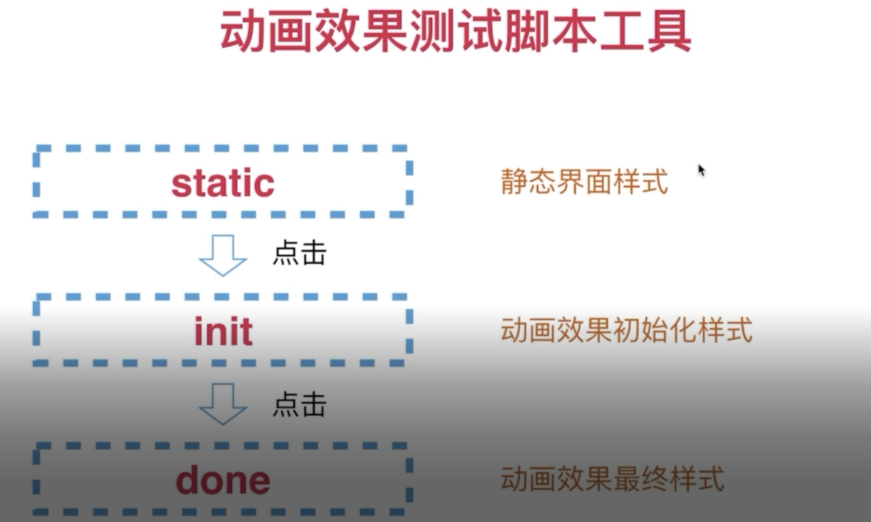 动画效果测试脚本工具
static
静态界面样式
点击
init
动画效果初始化样式
点击
done
动画效果最终样式